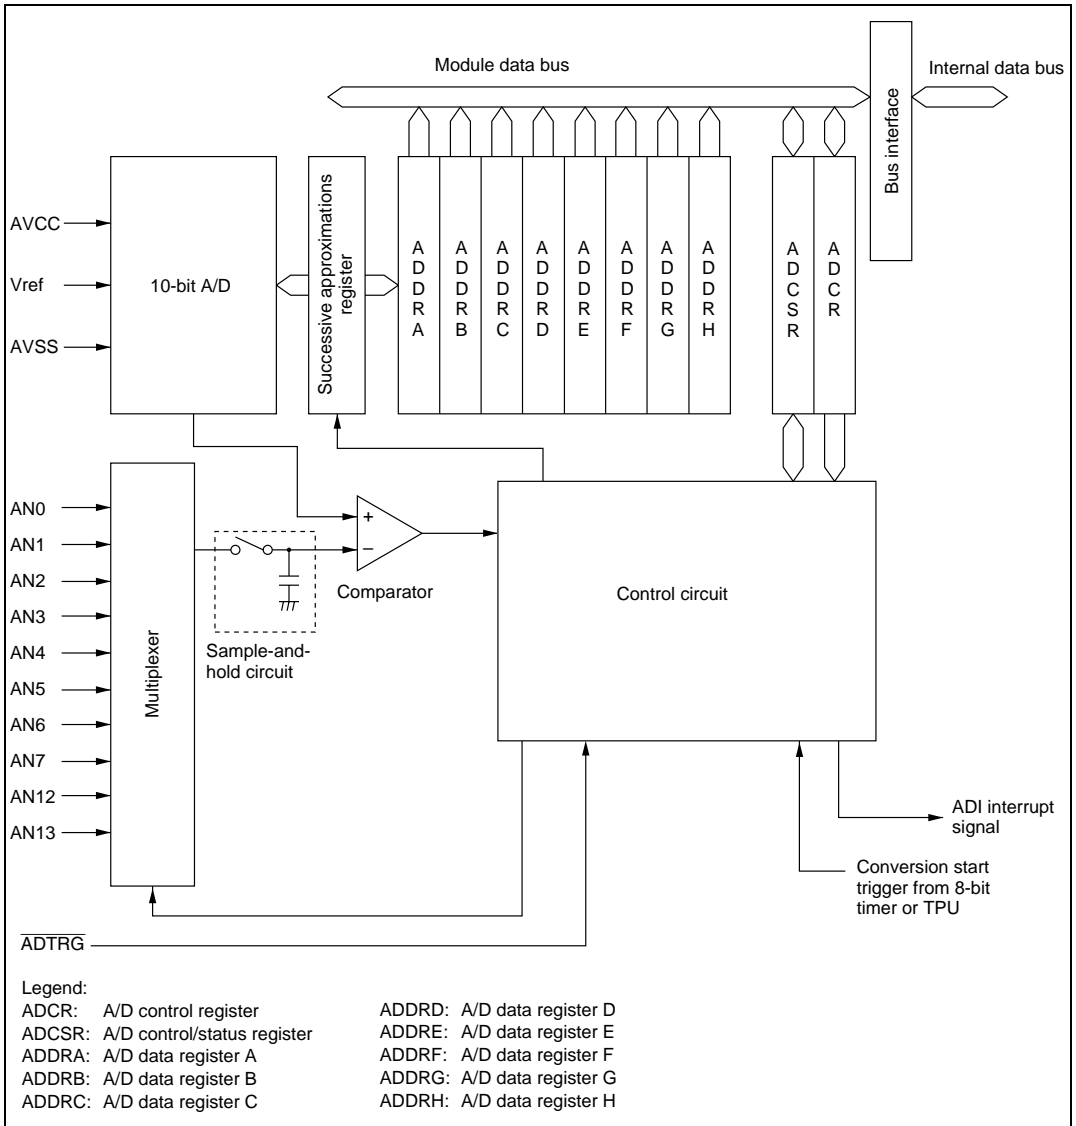 Module data bus
Internal data bus
Bus interface
AVCC
Vref
AVSS
10-bit A/D
Successive approximations
register
ADDRA
ADDRB
ADDRC
ADDRD
ADDRE
ADDRF
ADDRG
ADDRH
ADCSR
ADCR
AN0
AN1
AN2
AN3
AN4
AN5
AN6
AN7
AN12
AN13
Multiplexer
+
−
Comparator
Sample-and-
hold circuit
Control circuit
ADI interrupt
signal
Conversion start
trigger from 8-bit
timer or TPU
ADTRG
Legend:
ADCR: A/D control register
ADCSR: A/D control/status register
ADDRA: A/D data register A
ADDRB: A/D data register B
ADDRC: A/D data register C
ADDRD: A/D data register D
ADDRE: A/D data register E
ADDRF: A/D data register F
ADDRG: A/D data register G
ADDRH: A/D data register H